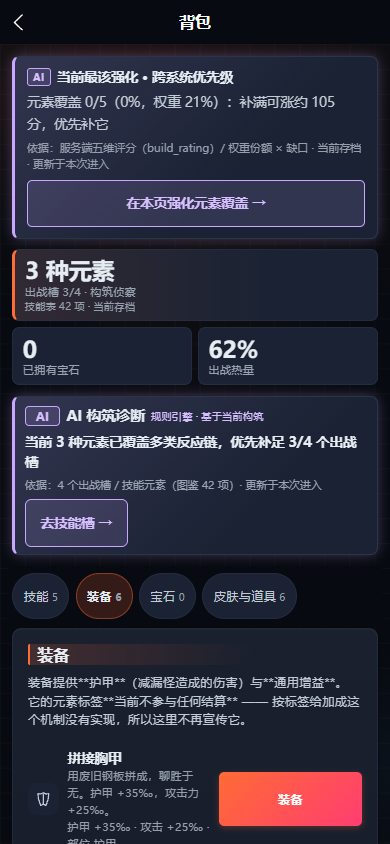 背包
AI 当前最该强化 • 跨系统优先级
元素覆盖 0/5（0%，权重 21%）：补满可涨约 105
分，优先补它
依据：服务端五维评分（build_rating）/ 权重份额 × 缺口 · 当前存档
· 更新于本次进入
在本页强化元素覆盖 →
3 种元素
出战槽 3/4 · 构筑侦察
技能表 42 项 · 当前存档
0
已拥有宝石
62%
出战热量
AI AI 构筑诊断 规则引擎 · 基于当前构筑
当前 3 种元素已覆盖多类反应链，优先补足 3/4 个出战
槽
依据：4 个出战槽 / 技能元素（图鉴 42 项）· 更新于本次进入
去技能槽 →
技能 5 装备 6 宝石 0 皮肤与道具 6
装备
装备提供**护甲**（减漏怪造成的伤害）与**通用增益**。
它的元素标签**当前不参与任何结算** —— 按标签给加成这
个机制没有实现，所以这里不再宣传它。
拼接胸甲
用废旧钢板拼成，聊胜于
无。护甲 +35‰，攻击力
+25‰。
护甲 +35‰ · 攻击 +25‰ ·
部位 护甲
装备